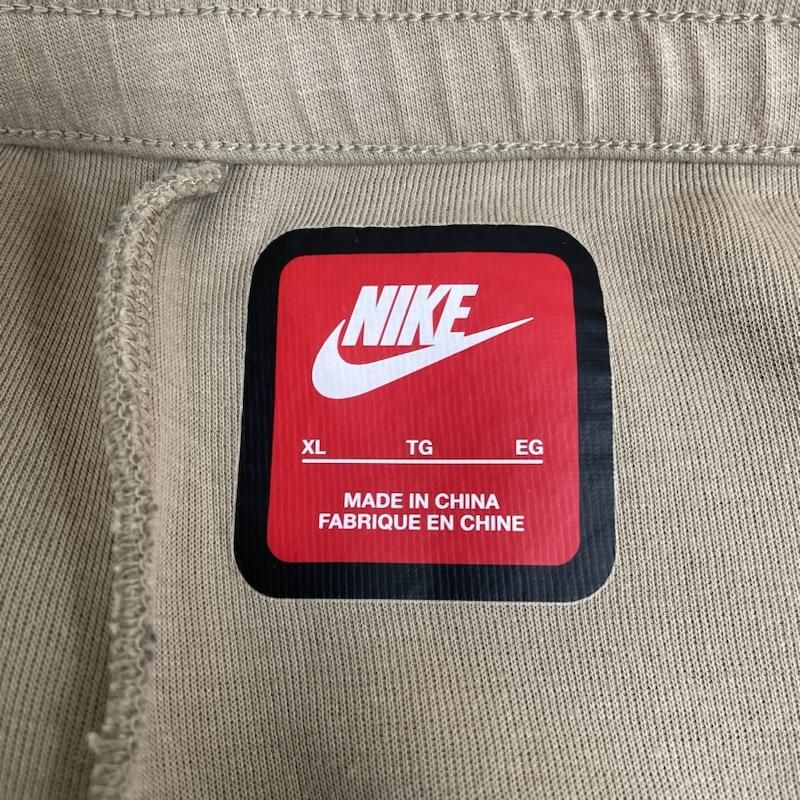 NIKE
XL TG EG
MADE IN CHINA
FABRIQUE EN CHINE